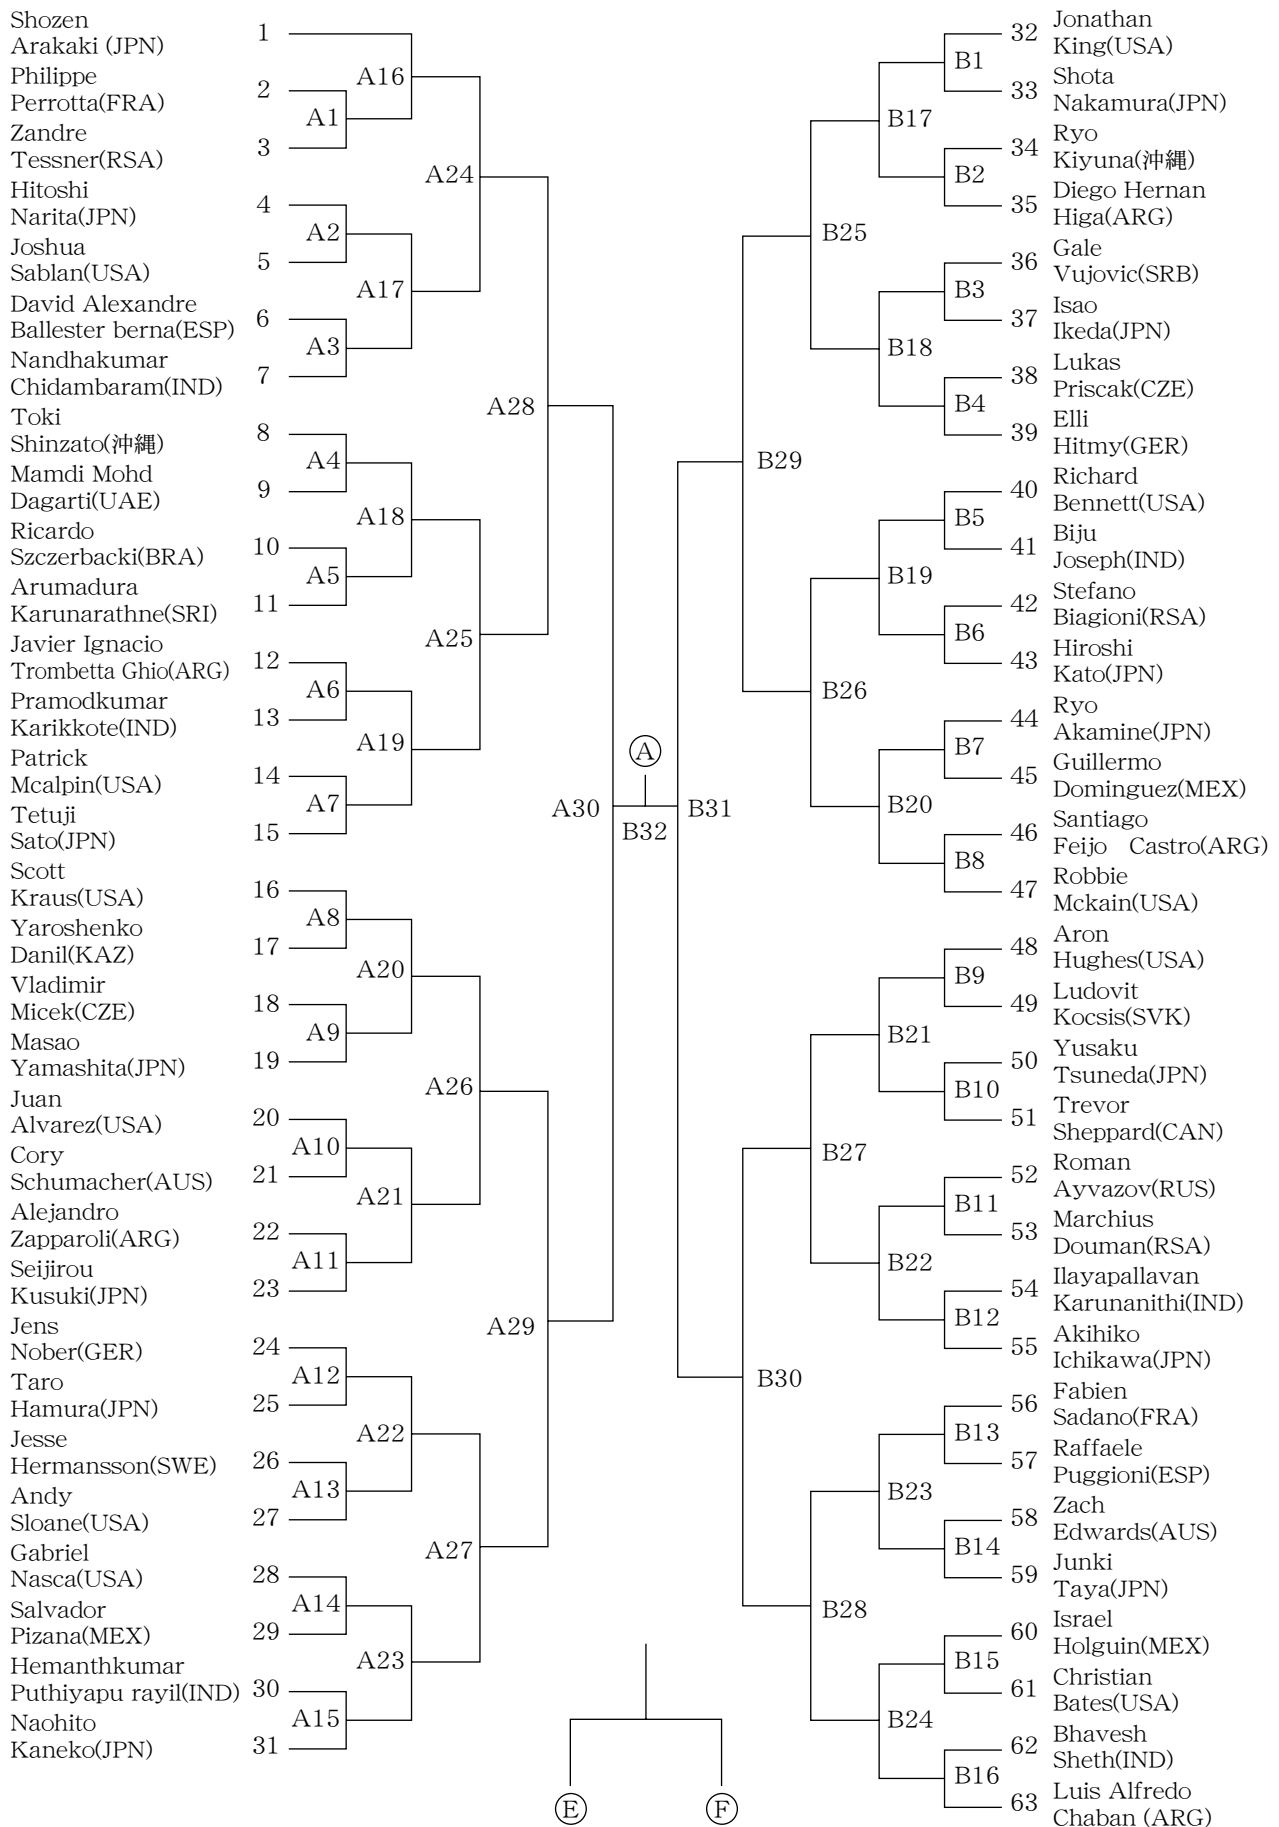 Shozen
Arakaki (JPN)
1
Philippe
Perrotta(FRA)
2
Zandre
Tessner(RSA)
3
Hitoshi
Narita(JPN)
4
Joshua
Sablan(USA)
5
David Alexandre
Ballester berna(ESP)
6
Nandhakumar
Chidambaram(IND)
7
Toki
Shinzato(沖縄)
8
Mamdi Mohd
Dagarti(UAE)
9
Ricardo
Szczerbacki(BRA)
10
Arumadura
Karunarathne(SRI)
11
Javier Ignacio
Trombetta Ghio(ARG)
12
Pramodkumar
Karikkote(IND)
13
Patrick
Mcalpin(USA)
14
Tetuji
Sato(JPN)
15
Scott
Kraus(USA)
16
Yaroshenko
Danil(KAZ)
17
Vladimir
Micek(CZE)
18
Masao
Yamashita(JPN)
19
Juan
Alvarez(USA)
20
Cory
Schumacher(AUS)
21
Alejandro
Zapparoli(ARG)
22
Seijirou
Kusuki(JPN)
23
Jens
Nober(GER)
24
Taro
Hamura(JPN)
25
Jesse
Hermansson(SWE)
26
Andy
Sloane(USA)
27
Gabriel
Nasca(USA)
28
Salvador
Pizana(MEX)
29
Hemanthkumar
Puthiyapu rayil(IND)
30
Naohito
Kaneko(JPN)
31
A1
A2
A3
A4
A5
A6
A7
A8
A9
A10
A11
A12
A13
A14
A15
A16
A17
A18
A19
A20
A21
A22
A23
A24
A25
A26
A27
A28
A29
A30
Ⓐ
B32
B31
B29
B30
B25
B26
B27
B28
B17
B18
B19
B20
B21
B22
B23
B24
B1
B2
B3
B4
B5
B6
B7
B8
B9
B10
B11
B12
B13
B14
B15
B16
32
Jonathan
King(USA)
33
Shota
Nakamura(JPN)
34
Ryo
Kiyuna(沖縄)
35
Diego Hernan
Higa(ARG)
36
Gale
Vujovic(SRB)
37
Isao
Ikeda(JPN)
38
Lukas
Priscak(CZE)
39
Elli
Hitmy(GER)
40
Richard
Bennett(USA)
41
Biju
Joseph(IND)
42
Stefano
Biagioni(RSA)
43
Hiroshi
Kato(JPN)
44
Ryo
Akamine(JPN)
45
Guillermo
Dominguez(MEX)
46
Santiago
Feijo　Castro(ARG)
47
Robbie
Mckain(USA)
48
Aron
Hughes(USA)
49
Ludovit
Kocsis(SVK)
50
Yusaku
Tsuneda(JPN)
51
Trevor
Sheppard(CAN)
52
Roman
Ayvazov(RUS)
53
Marchius
Douman(RSA)
54
Ilayapallavan
Karunanithi(IND)
55
Akihiko
Ichikawa(JPN)
56
Fabien
Sadano(FRA)
57
Raffaele
Puggioni(ESP)
58
Zach
Edwards(AUS)
59
Junki
Taya(JPN)
60
Israel
Holguin(MEX)
61
Christian
Bates(USA)
62
Bhavesh
Sheth(IND)
63
Luis Alfredo
Chaban (ARG)
Ⓔ
Ⓕ